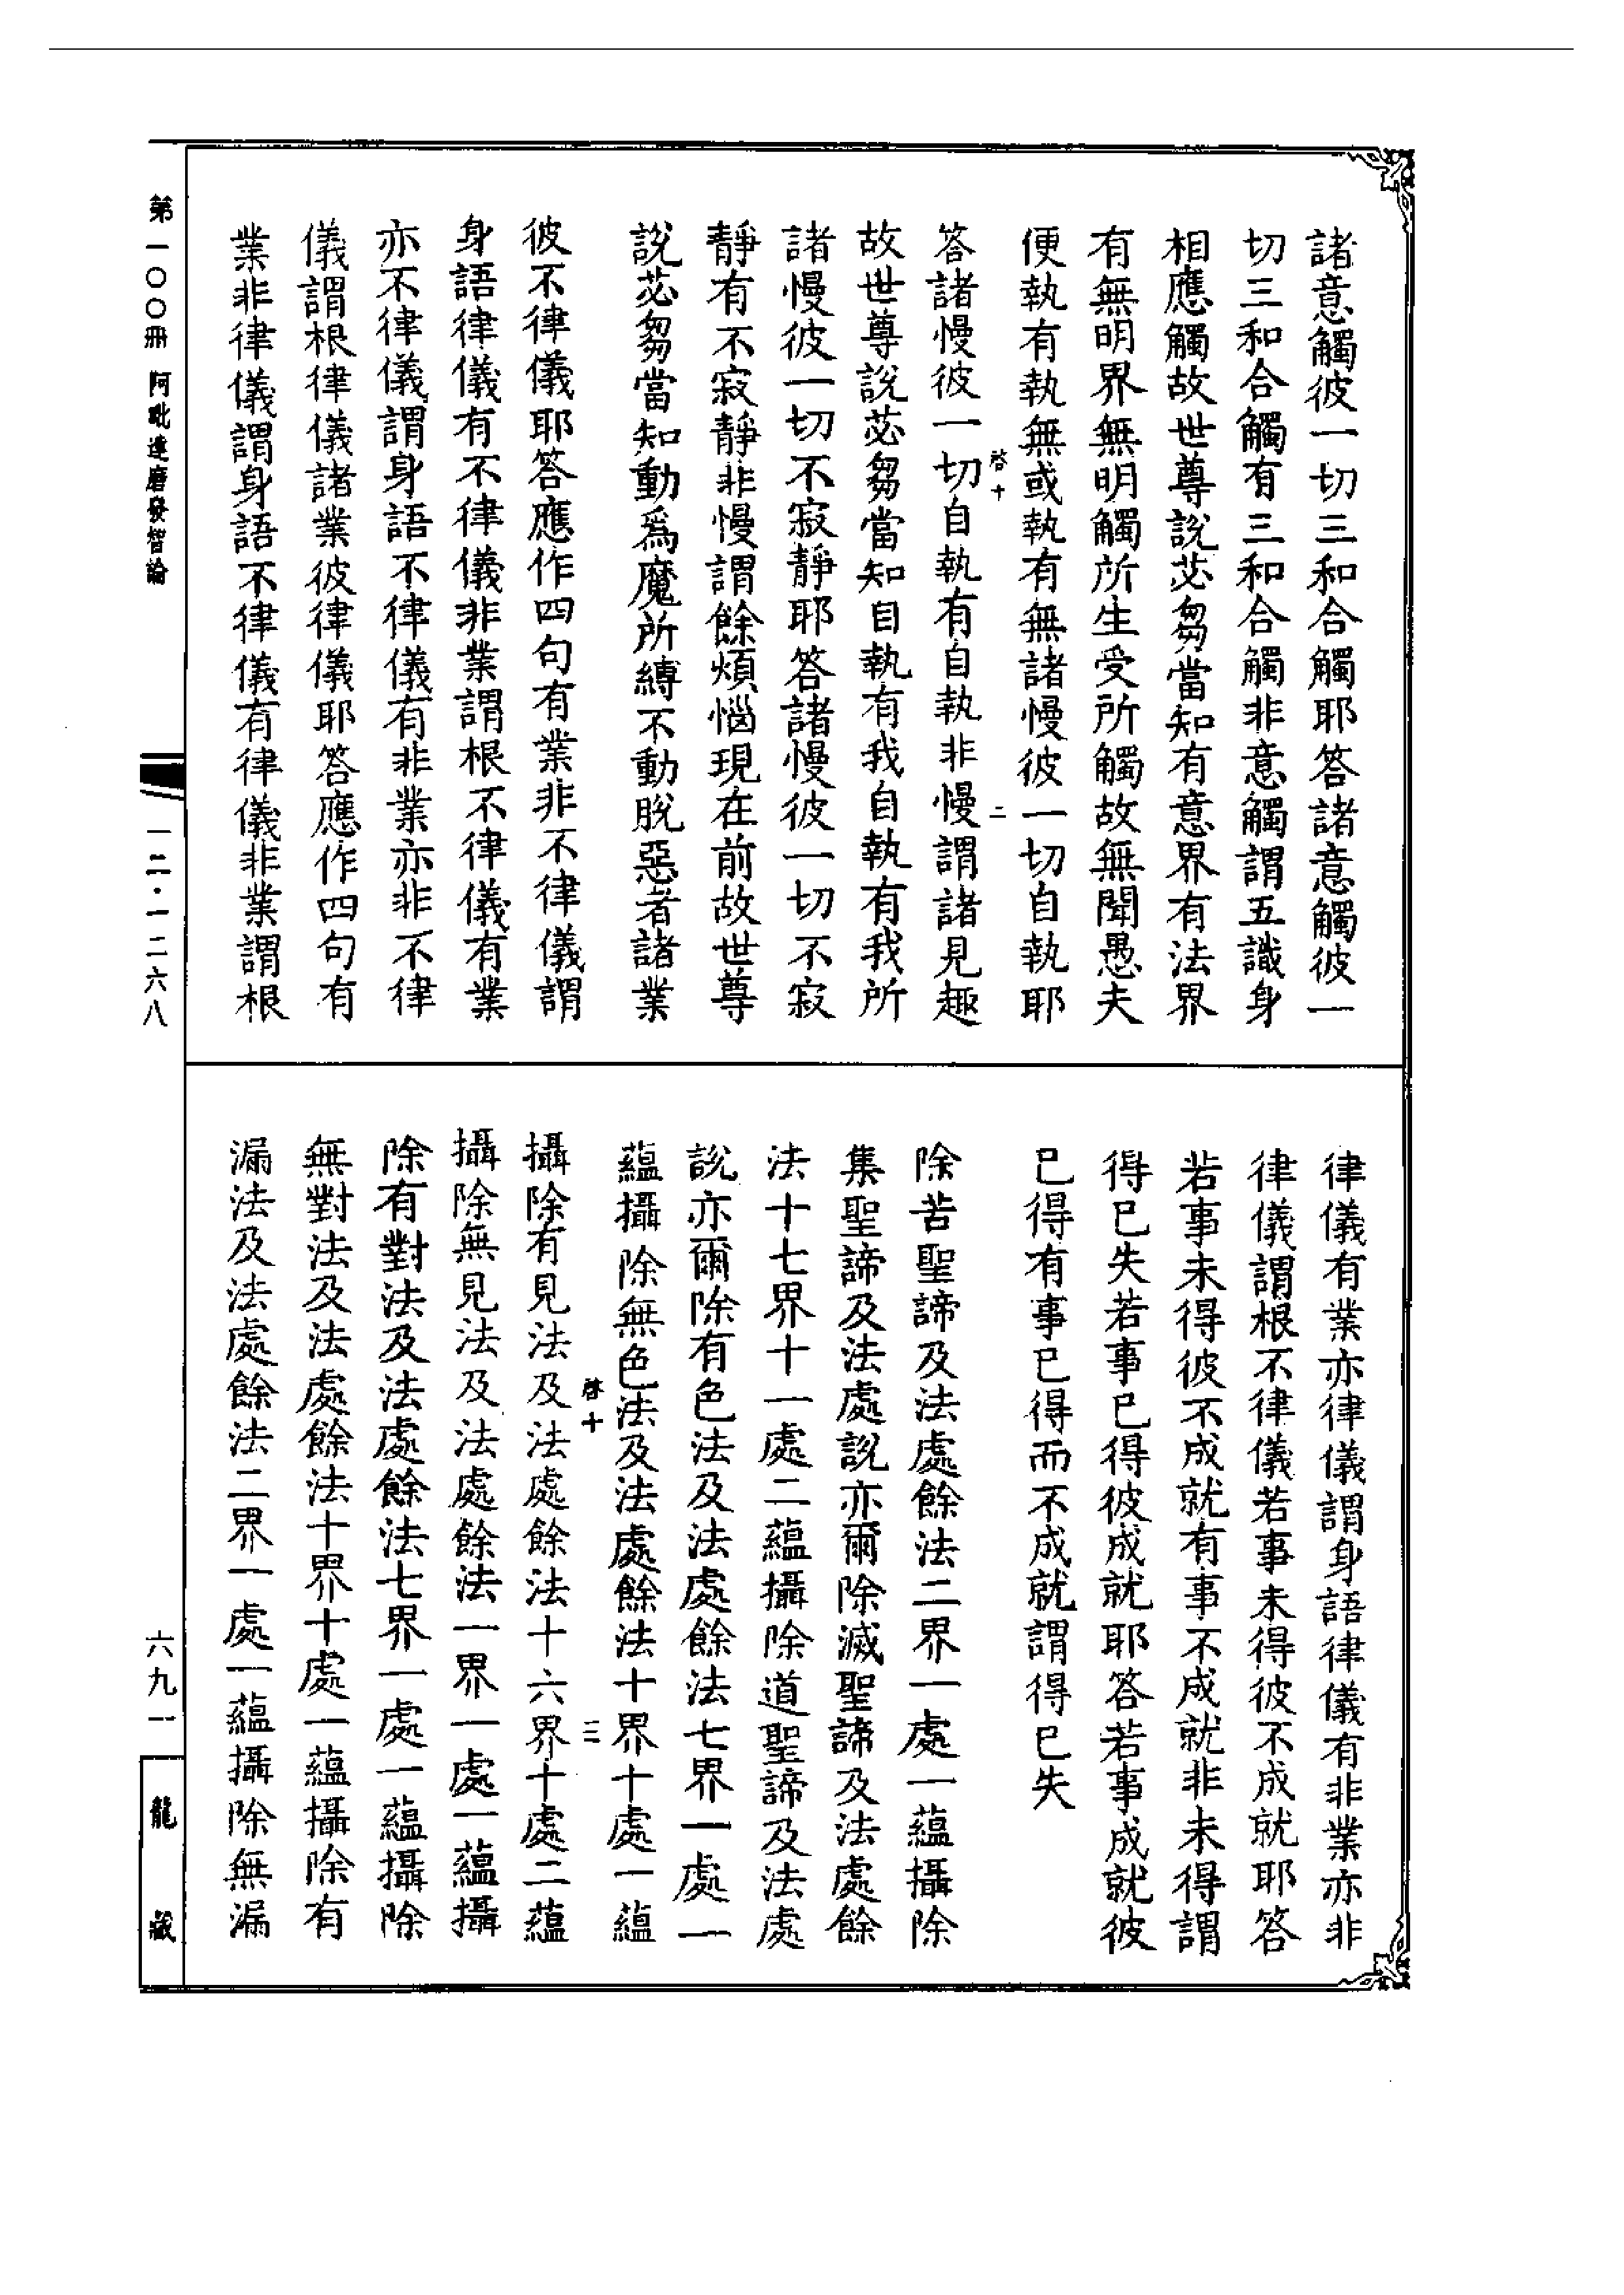 諸意觸彼一切三和合觸耶答諸意觸彼一
切三和合觸有三和合觸非意觸謂五識身
相應觸故世尊說苾芻當知有意界有法界
有無明界無明觸所生受所觸故無聞愚夫
便執有執無或執有無諸慢彼一切自執耶
啓十 二
答諸慢彼一切自執有自執非慢謂諸見趣
故世尊說苾芻當知自執有我自執有我所
諸慢彼一切不寂靜耶答諸慢彼一切不寂
靜有不寂靜非慢謂餘煩惱現在前故世尊
說苾芻當知動爲魔所縛不動脫惡者諸業
彼不律儀耶答應作四句有業非不律儀謂
身語律儀有不律儀非業謂根不律儀有業
亦不律儀謂身語不律儀有非業亦非不律
儀謂根律儀諸業彼律儀耶答應作四句有
業非律儀謂身語不律儀有律儀非業謂根
律儀有業亦律儀謂身語律儀有非業亦非
律儀謂根不律儀若事未得彼不成就耶答
若事未得彼不成就有事不成就非未得謂
得已失若事已得彼成就耶答若事成就彼
已得有事已得而不成就謂得已失
除苦聖諦及法處餘法二界一處一蘊攝除
集聖諦及法處說亦爾除滅聖諦及法處餘
法十七界十一處二蘊攝除道聖諦及法處
說亦爾除有色法及法處餘法七界一處一
蘊攝除無色法及法處餘法十界十處一蘊
啓十 三
攝除有見法及法處餘法十六界十處二蘊
攝除無見法及法處餘法一界一處一蘊攝
除有對法及法處餘法七界一處一蘊攝除
無對法及法處餘法十界十處一蘊攝除有
漏法及法處餘法二界一處一蘊攝除無漏
第一〇〇冊 阿毗達磨發智論
一二·一二六八
六九一
龍藏